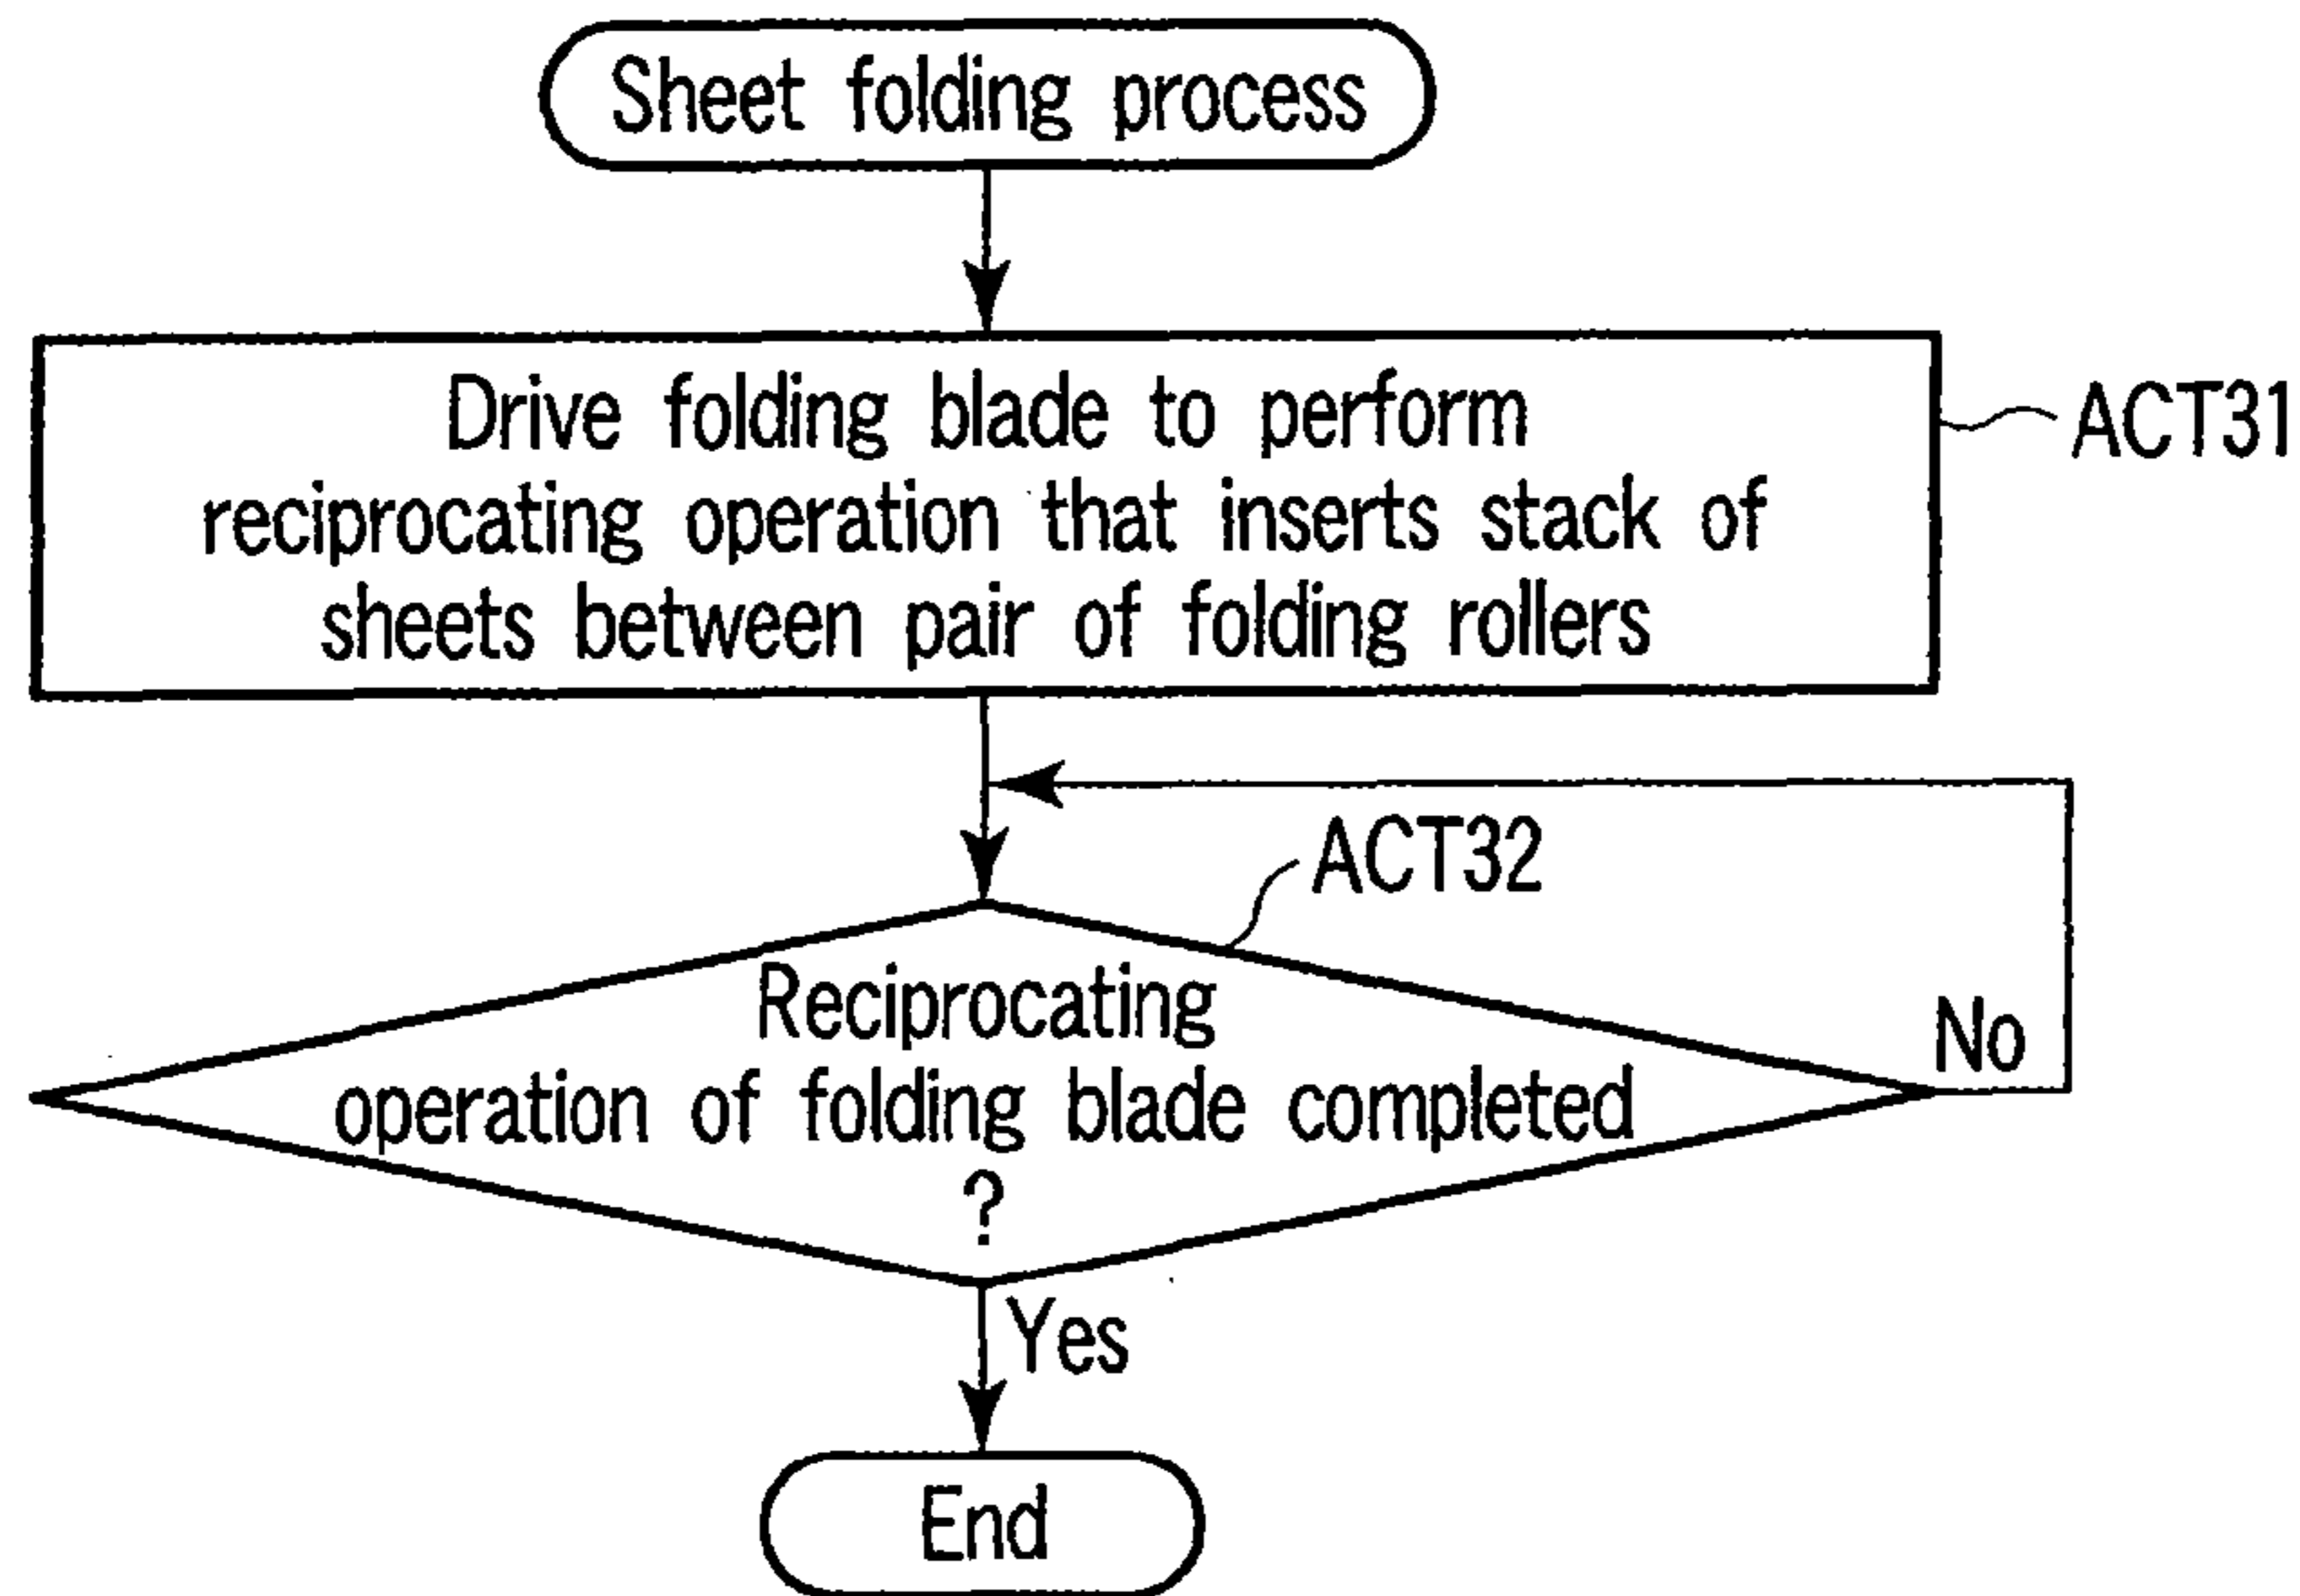 Sheet folding process
Drive folding blade to perform
reciprocating operation that inserts stack of
sheets between pair of folding rollers
ACT31
ACT32
Reciprocating
operation of folding blade completed
?
No
Yes
End